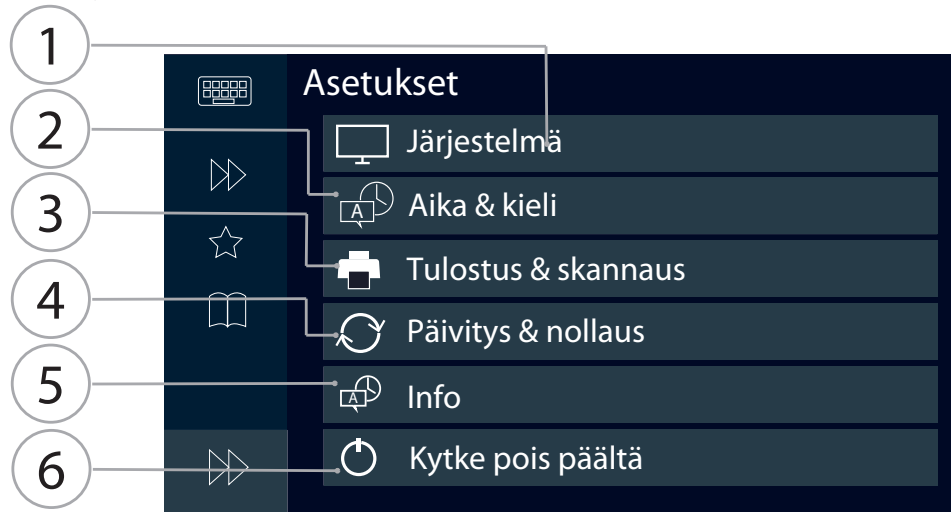 1
Asetukset
Järjestelmä
2
A
Aika & kieli
3
Tulostus & skannaus
4
Päivitys & nollaus
5
A
Info
6
Kytke pois päältä